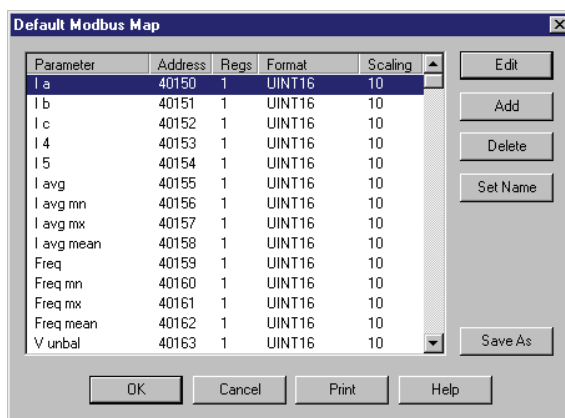 Default Modbus Map
Parameter Address Regs Format Scaling
I a 40150 1 UINT16 10
I b 40151 1 UINT16 10
I c 40152 1 UINT16 10
I 4 40153 1 UINT16 10
I 5 40154 1 UINT16 10
I avg 40155 1 UINT16 10
I avg mn 40156 1 UINT16 10
I avg mx 40157 1 UINT16 10
I avg mean 40158 1 UINT16 10
Freq 40159 1 UINT16 10
Freq mn 40160 1 UINT16 10
Freq mx 40161 1 UINT16 10
Freq mean 40162 1 UINT16 10
V unbal 40163 1 UINT16 10
Edit
Add
Delete
Set Name
Save As
OK Cancel Print Help